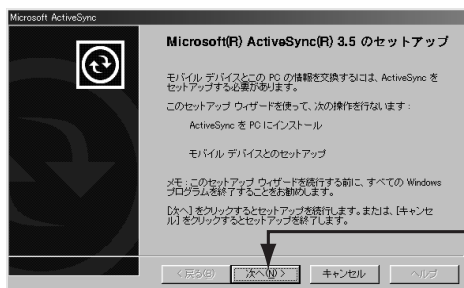 Microsoft ActiveSync
Microsoft(R) ActiveSync(R) 3.5 のセットアップ
モバイル デバイスとこの PC の情報を交換するには、ActiveSync を
セットアップする必要があります。
このセットアップ ウィザードを使って、次の操作を行ないます :
ActiveSync を PC にインストール
モバイル デバイスとのセットアップ
メモ : このセットアップ ウィザードを続行する前に、すべての Windows
プログラムを終了することをお勧めします。
[次へ] をクリックするとセットアップを続行します。または、[キャンセ
ル] をクリックするとセットアップを終了します。
< 戻る(B) 次へ(N) > キャンセル ヘルプ